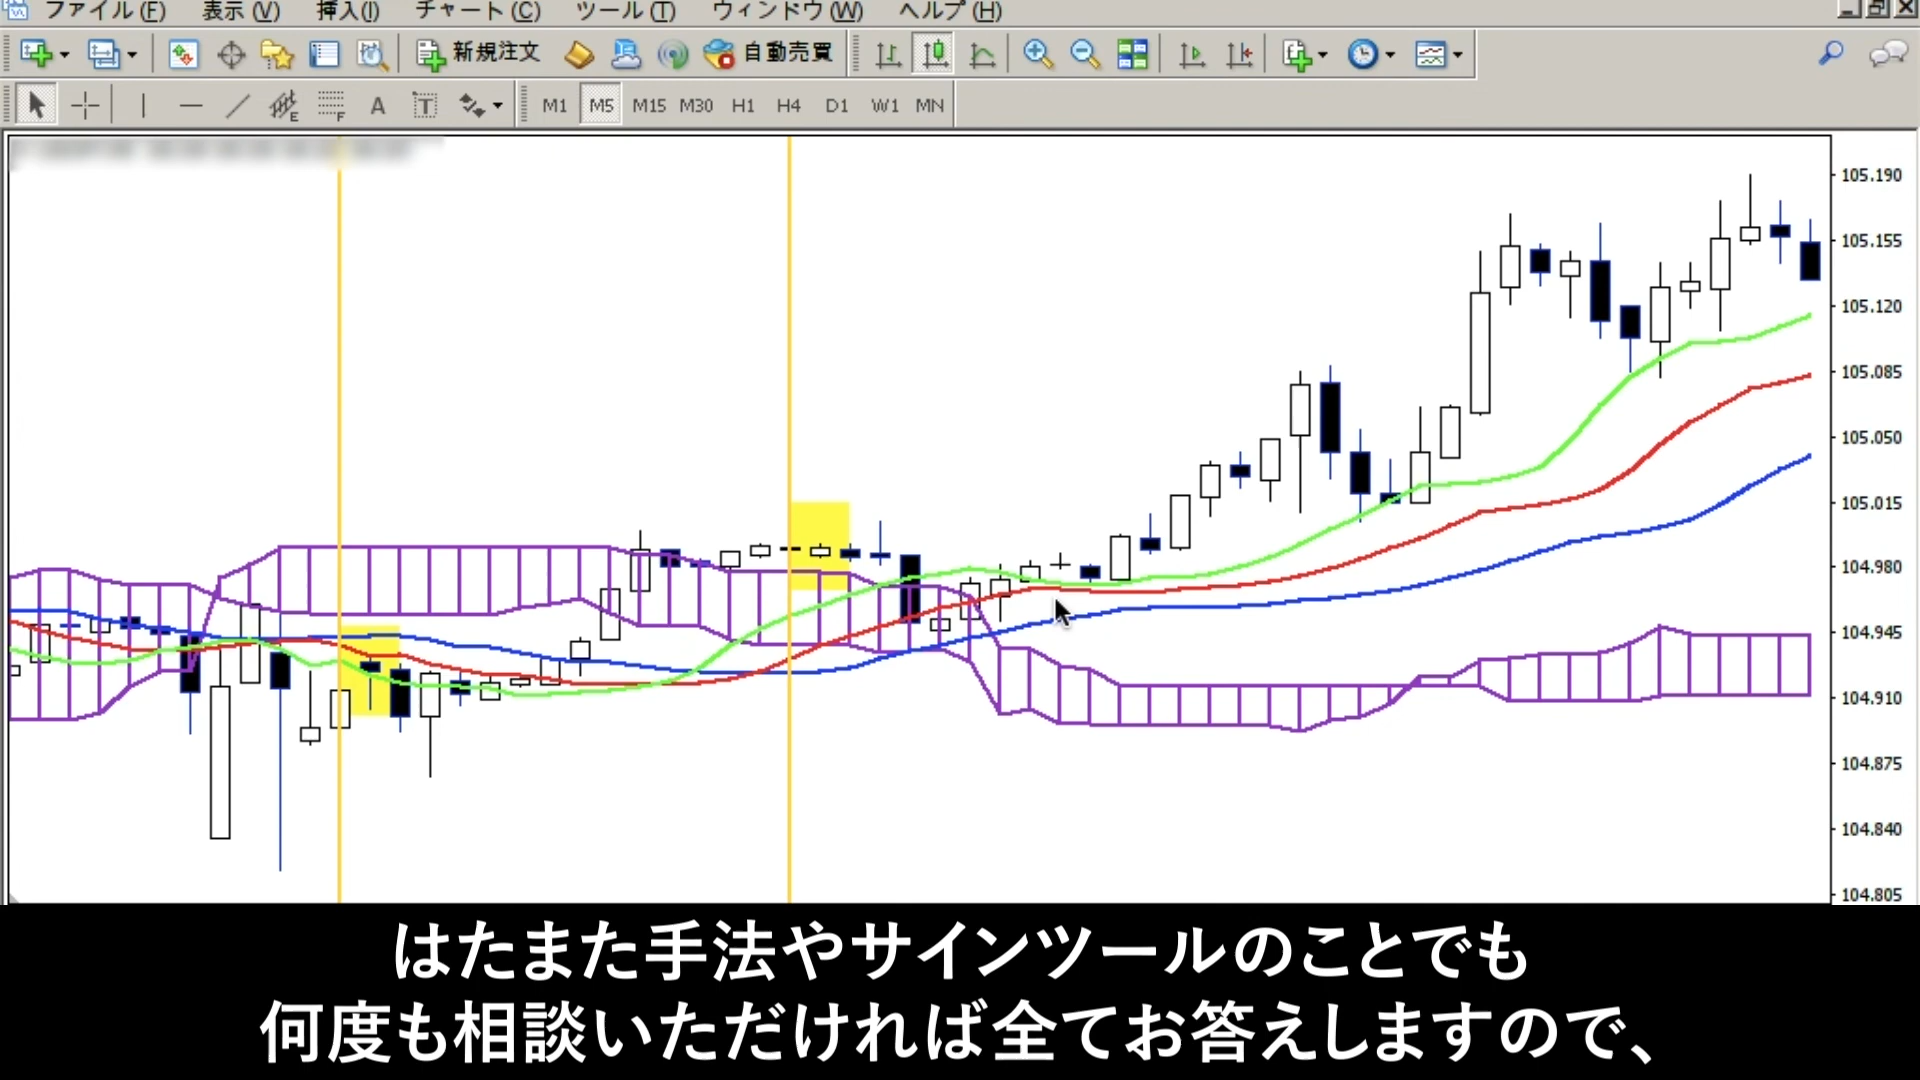 ファイル(F) 表示(V) 挿入(I) チャート(C) ツール(T) ウィンドウ(W) ヘルプ(H)
新規注文 自動売買
E F A T M1 M5 M15 M30 H1 H4 D1 W1 MN
105.190
105.155
105.120
105.085
105.050
105.015
104.980
104.945
104.910
104.875
104.840
104.805
はたまた手法やサインツールのことでも
何度も相談いただければ全てお答えしますので、